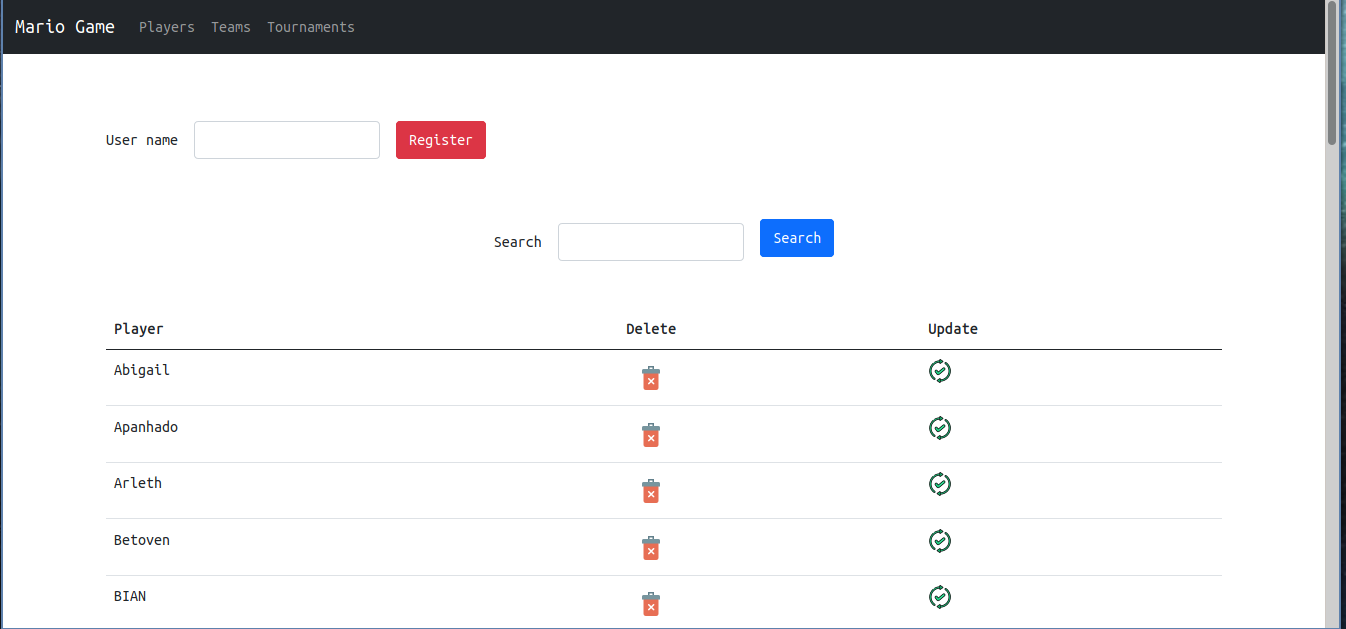 Mario Game Players Teams Tournaments
User name Register
Search Search
Player Delete Update
Abigail
Apanhado
Arleth
Betoven
BIAN